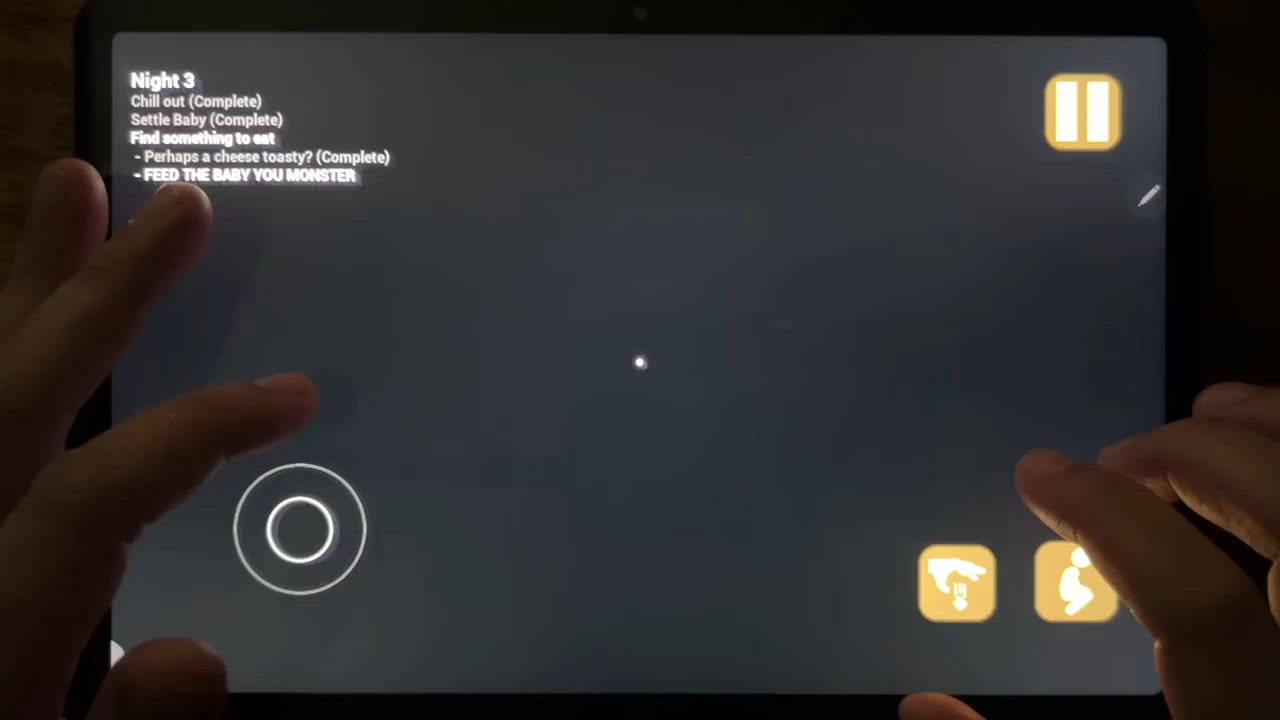 Night 3
Chill out (Complete)
Settle Baby (Complete)
Find something to eat
- Perhaps a cheese toasty? (Complete)
- FEED THE BABY YOU MONSTER